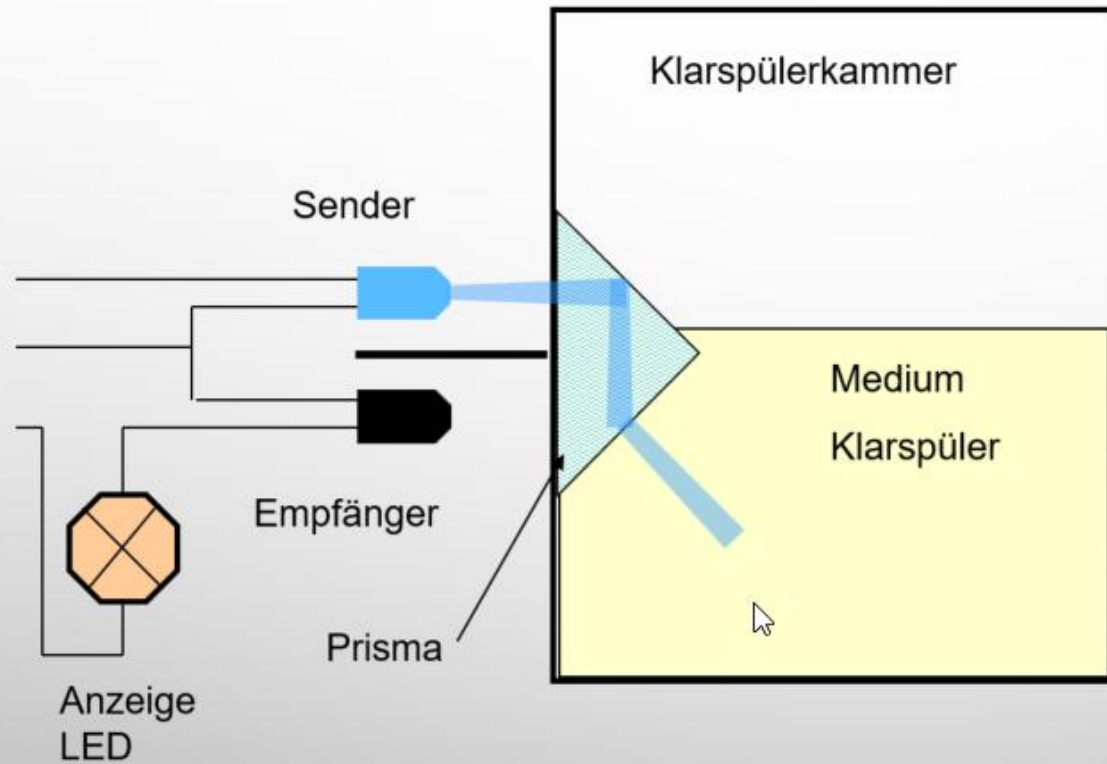 Klarspülerkammer
Sender
Medium
Klarspüler
Empfänger
Prisma
Anzeige
LED